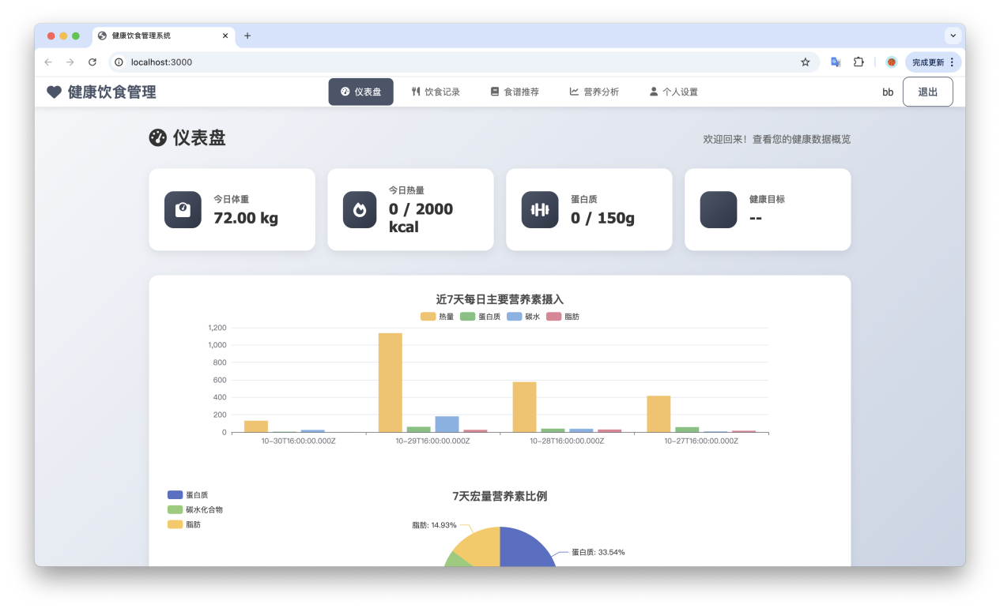 健康饮食管理系统
localhost:3000
完成更新
健康饮食管理
仪表盘
饮食记录
食谱推荐
营养分析
个人设置
bb
退出
仪表盘
欢迎回来！查看您的健康数据概览
今日体重
72.00 kg
今日热量
0 / 2000
kcal
蛋白质
0 / 150g
健康目标
--
近7天每日主要营养素摄入
热量
蛋白质
碳水
脂肪
1,200
1,000
800
600
400
200
0
10-30T16:00:00.000Z
10-29T16:00:00.000Z
10-28T16:00:00.000Z
10-27T16:00:00.000Z
蛋白质
碳水化合物
脂肪
7天宏量营养素比例
脂肪: 14.93%
蛋白质: 33.54%